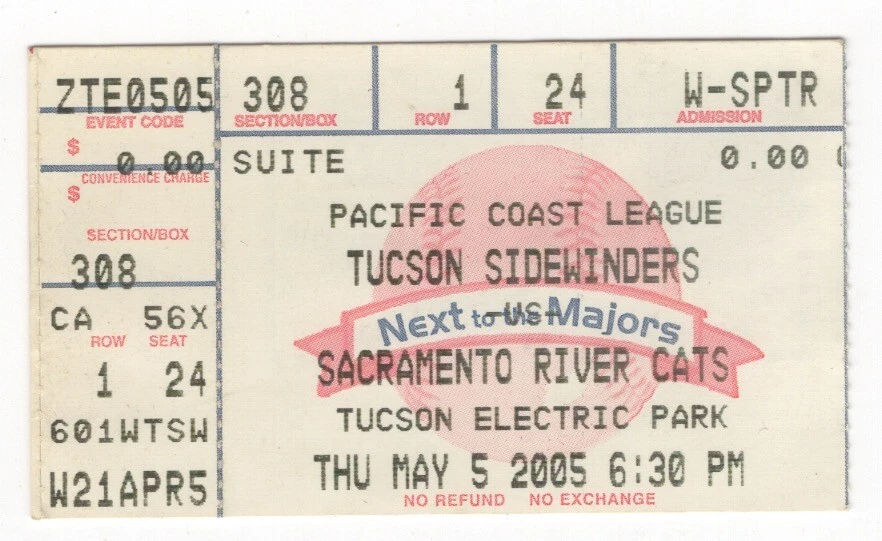 ZTE0505
EVENT CODE
$ 0.00
CONVENIENCE CHARGE
$
SECTION/BOX
308
CA 56X
ROW SEAT
1 24
601WTSW
W21APR5
308 1 24 W-SPTR
SECTION/BOX ROW SEAT ADMISSION
SUITE 0.00
PACIFIC COAST LEAGUE
TUCSON SIDEWINDERS
-VS-
Next to the Majors
SACRAMENTO RIVER CATS
TUCSON ELECTRIC PARK
THU MAY 5 2005 6:30 PM
NO REFUND NO EXCHANGE